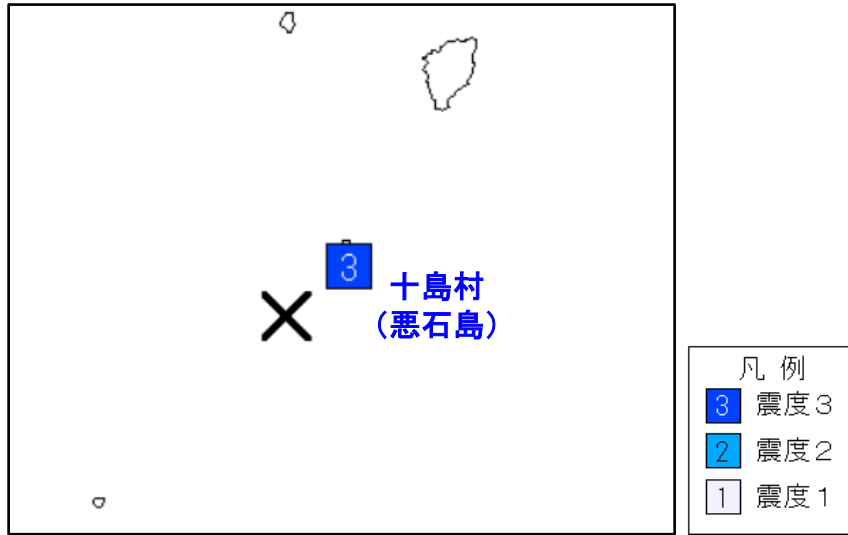 3
十島村
（悪石島）
凡 例
3 震度３
2 震度２
1 震度１